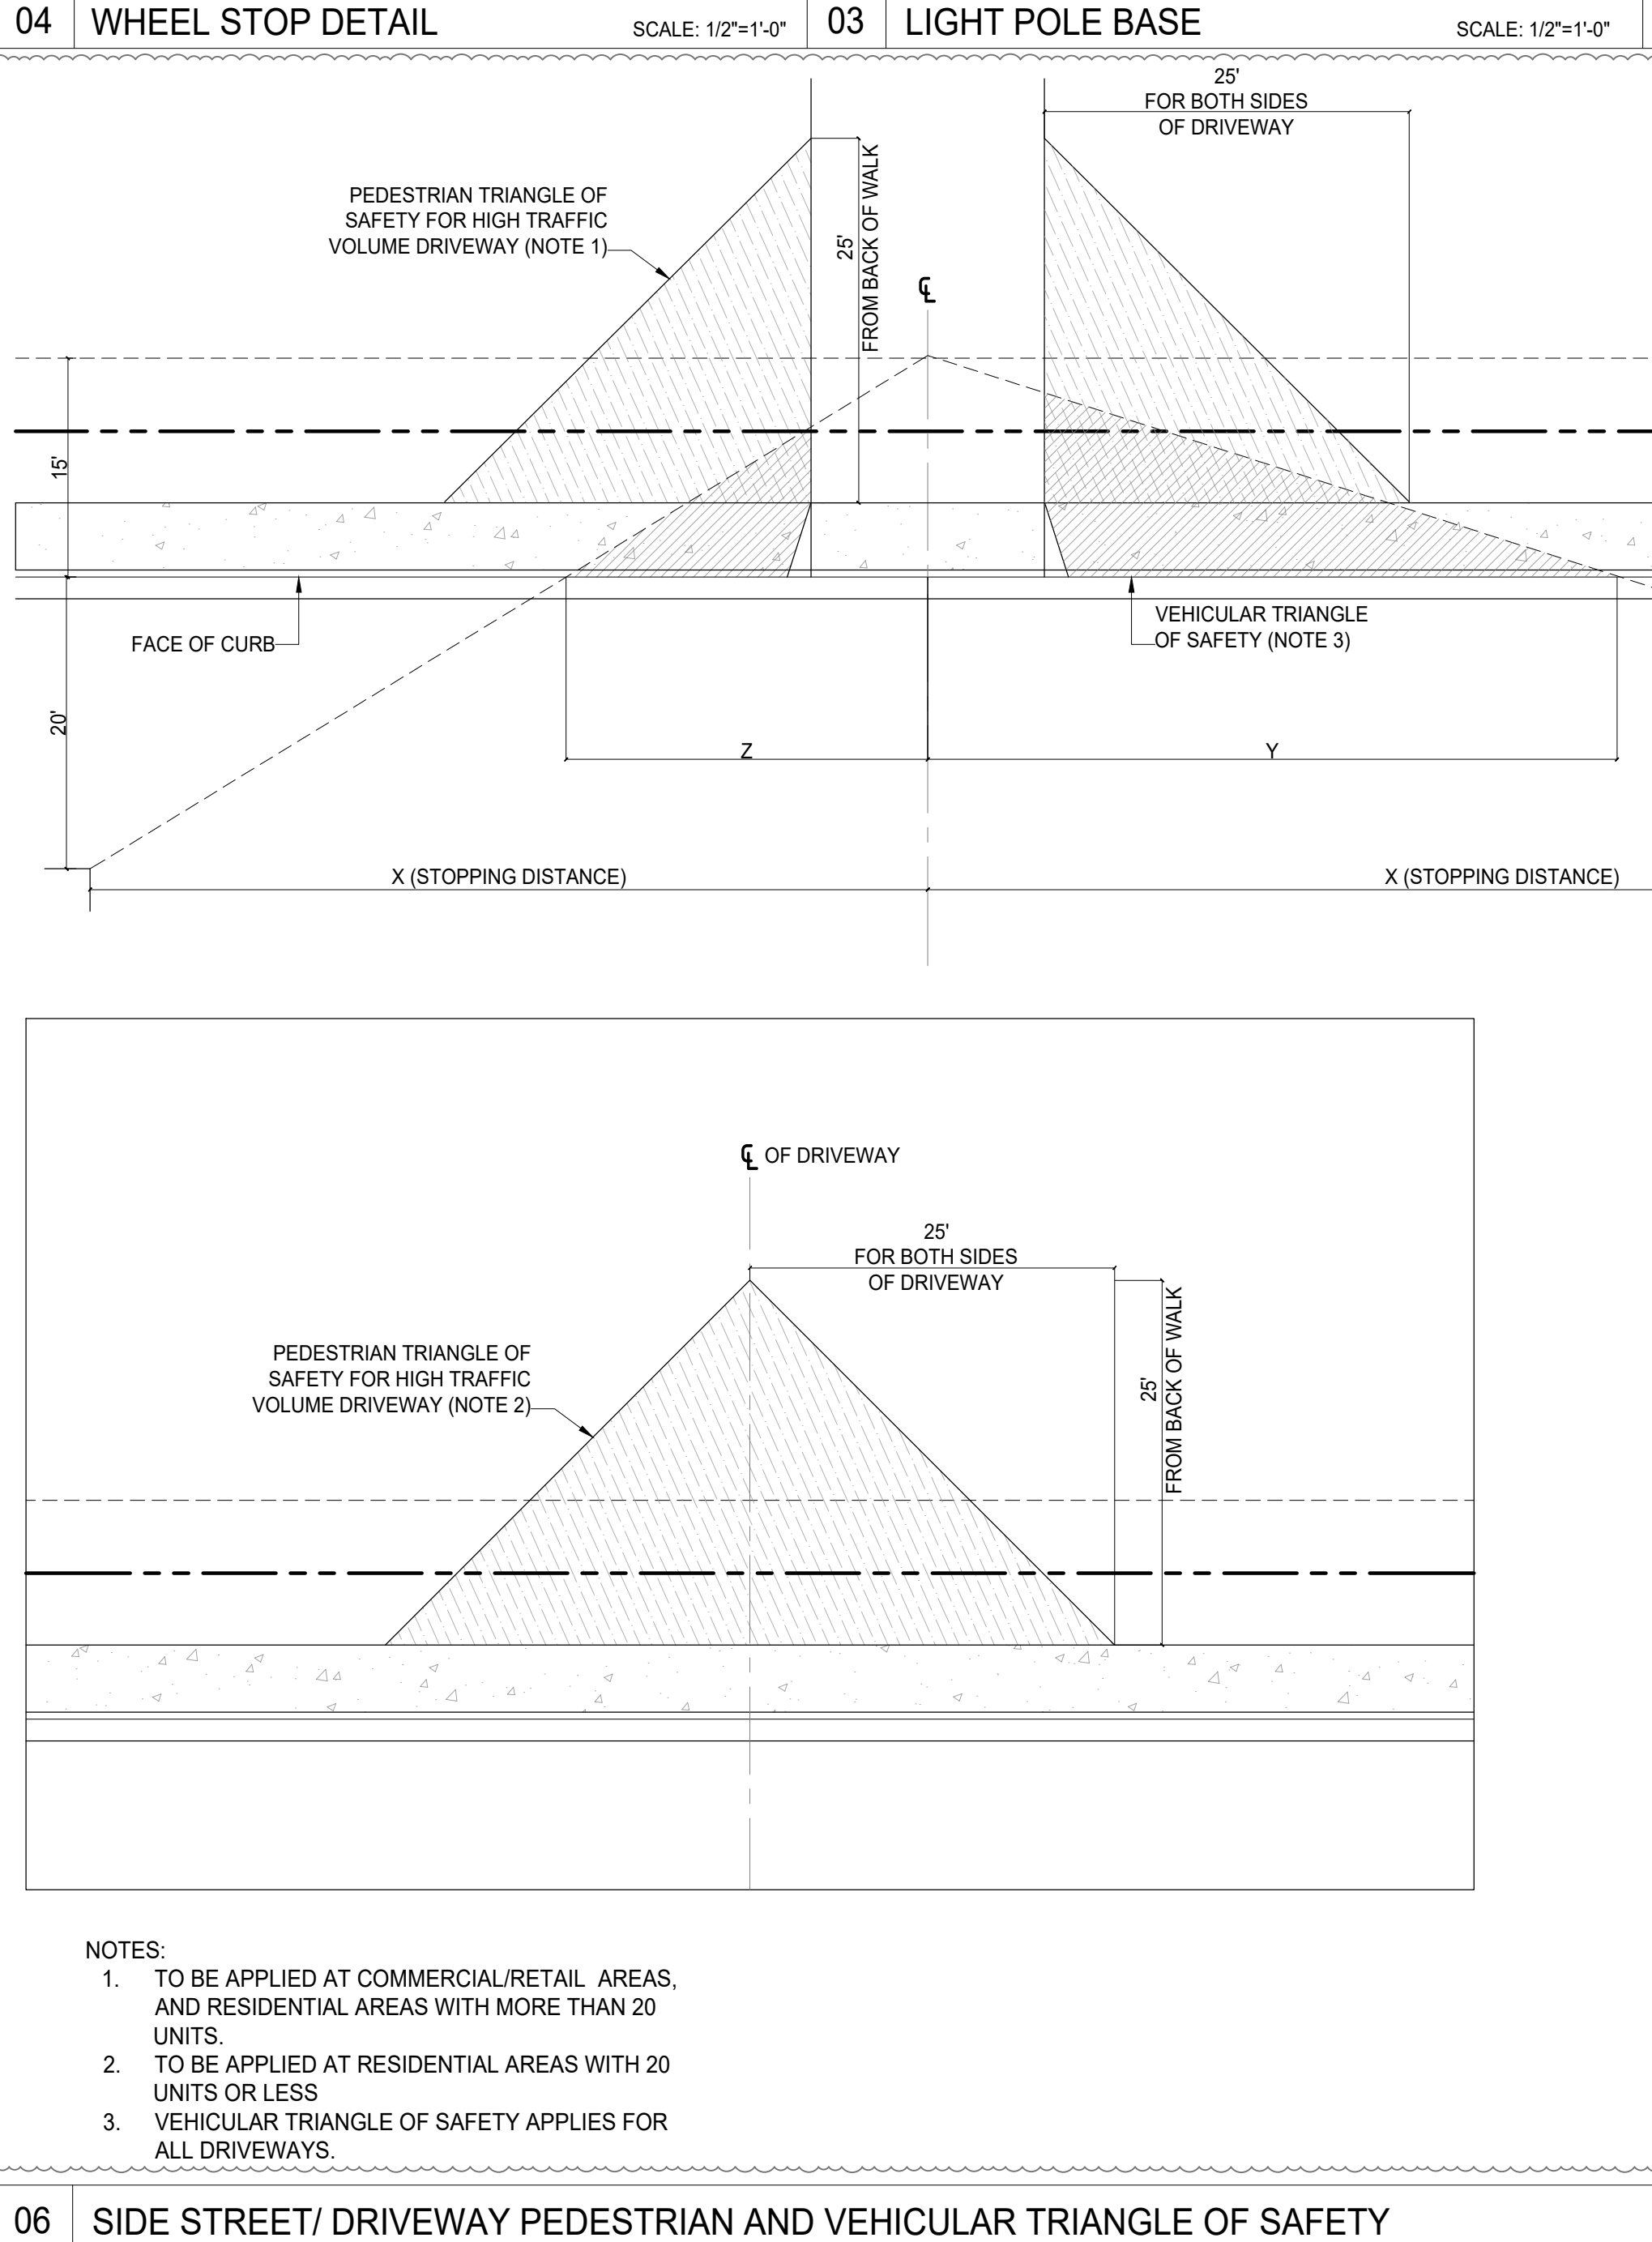 04 WHEEL STOP DETAIL SCALE: 1/2"=1'-0" 03 LIGHT POLE BASE SCALE: 1/2"=1'-0"
25'
FOR BOTH SIDES
OF DRIVEWAY
PEDESTRIAN TRIANGLE OF
SAFETY FOR HIGH TRAFFIC
VOLUME DRIVEWAY (NOTE 1)
25'
FROM BACK OF WALK
℄
15'
FACE OF CURB
VEHICULAR TRIANGLE
OF SAFETY (NOTE 3)
20'
Z
Y
X (STOPPING DISTANCE)
X (STOPPING DISTANCE)
℄ OF DRIVEWAY
25'
FOR BOTH SIDES
OF DRIVEWAY
PEDESTRIAN TRIANGLE OF
SAFETY FOR HIGH TRAFFIC
VOLUME DRIVEWAY (NOTE 2)
25'
FROM BACK OF WALK
NOTES:
1. TO BE APPLIED AT COMMERCIAL/RETAIL AREAS,
AND RESIDENTIAL AREAS WITH MORE THAN 20
UNITS.
2. TO BE APPLIED AT RESIDENTIAL AREAS WITH 20
UNITS OR LESS
3. VEHICULAR TRIANGLE OF SAFETY APPLIES FOR
ALL DRIVEWAYS.
06 SIDE STREET/ DRIVEWAY PEDESTRIAN AND VEHICULAR TRIANGLE OF SAFETY